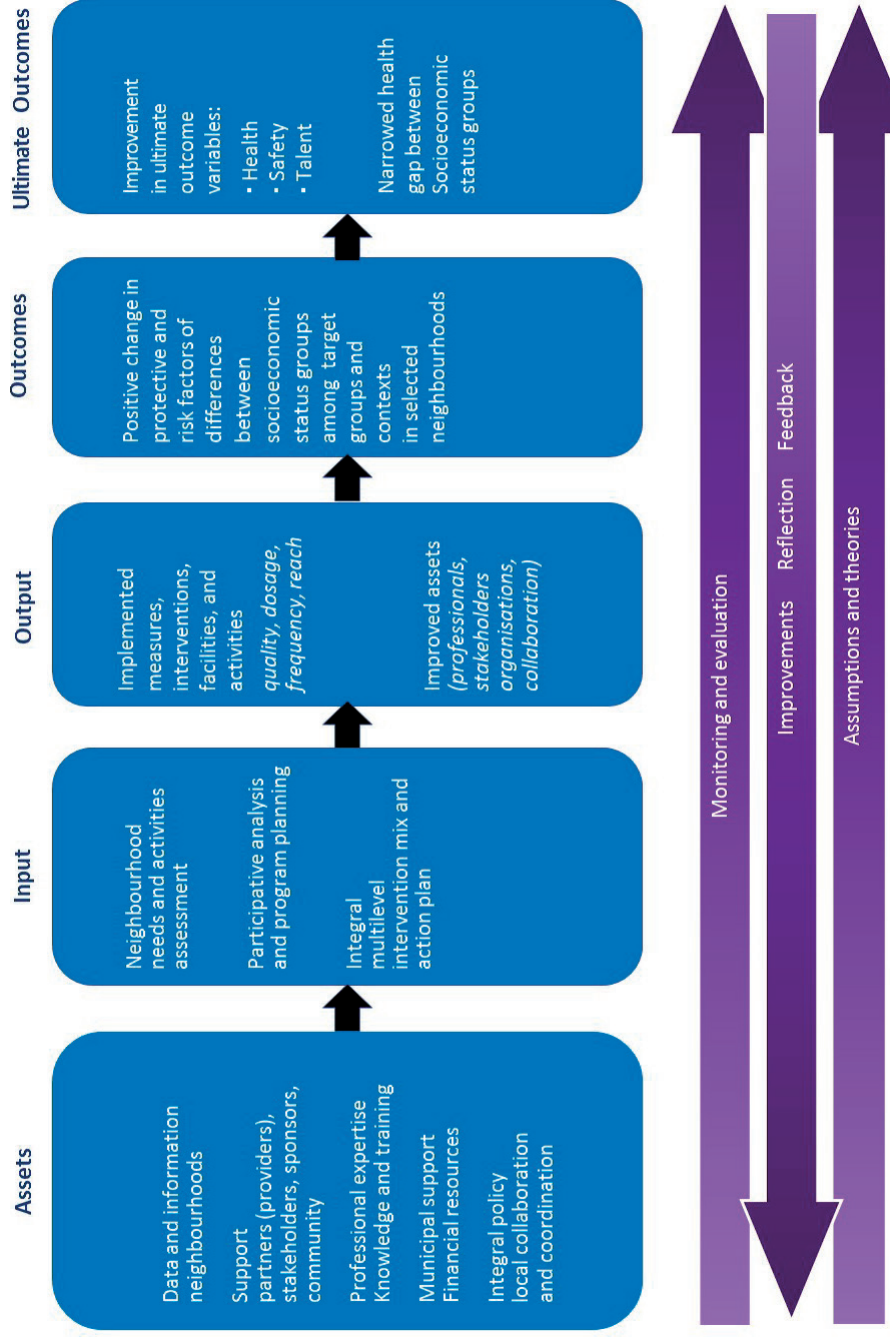 Assets
Data and information
neighbourhoods
Support
partners (providers),
stakeholders, sponsors,
community
Professional expertise
Knowledge and training
Municipal support
Financial resources
Integral policy
local collaboration
and coordination
Input
Neighbourhood
needs and activities
assessment
Participative analysis
and program planning
Integral
multilevel
intervention mix and
action plan
Output
Implemented
measures,
interventions,
facilities, and
activities
quality, dosage,
frequency, reach
Improved assets
(professionals,
stakeholders
organisations,
collaboration)
Outcomes
Positive change in
protective and
risk factors of
differences
between
socioeconomic
status groups
among target
groups and
contexts
in selected
neighbourhoods
Ultimate Outcomes
Improvement
in ultimate
outcome
variables:
▪ Health
▪ Safety
▪ Talent
Narrowed health
gap between
Socioeconomic
status groups
Monitoring and evaluation
Improvements Reflection Feedback
Assumptions and theories